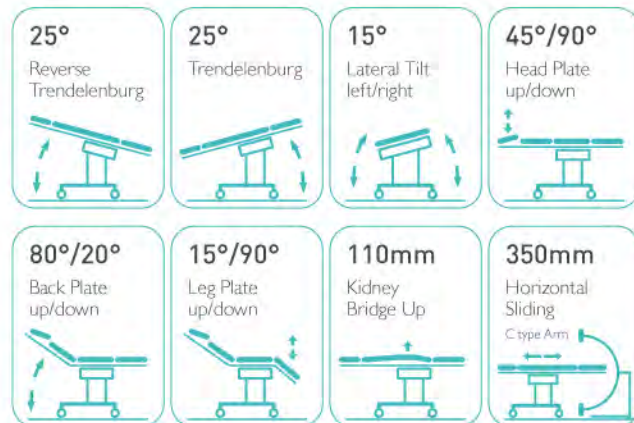 25°
Reverse
Trendelenburg
25°
Trendelenburg
15°
Lateral Tilt
left/right
45°/90°
Head Plate
up/down
80°/20°
Back Plate
up/down
15°/90°
Leg Plate
up/down
110mm
Kidney
Bridge Up
350mm
Horizontal
Sliding
C type Arm